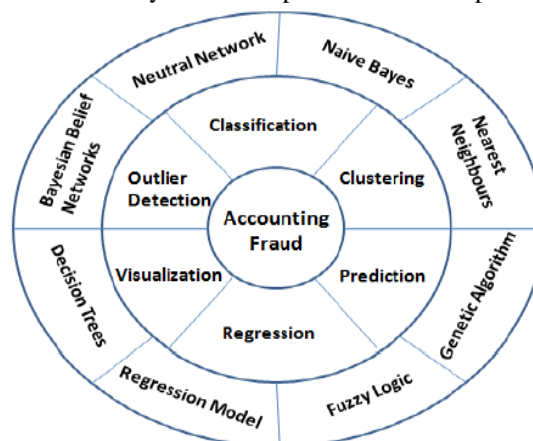 Neutral Network
Naive Bayes
Bayesian Belief
Networks
Nearest
Neighbours
Classification
Outlier
Detection
Clustering
Accounting
Fraud
Visualization
Prediction
Regression
Decision Trees
Genetic Algorithm
Regression Model
Fuzzy Logic